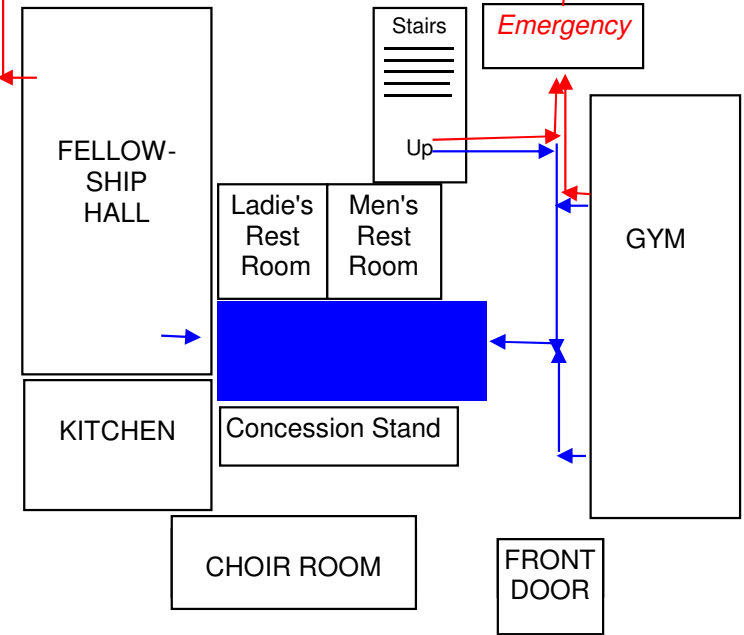 Stairs
Emergency
Up
FELLOW-
SHIP
HALL
Ladie's
Rest
Room
Men's
Rest
Room
GYM
KITCHEN
Concession Stand
CHOIR ROOM
FRONT
DOOR